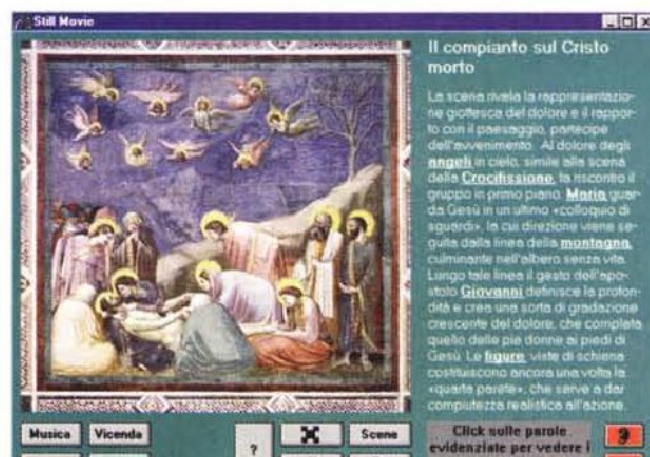 Still Movie
Il compianto sul Cristo
morto
La scena rivela la rappresentazio-
ne giottesca del dolore e il rappor-
to con il paesaggio, partecipe
dell'avvenimento. Al dolore degli
angeli in cielo, simile alla scena
della Crocifissione, fa riscontro il
gruppo in primo piano. Maria guar-
da Gesù in un ultimo «colloquio di
sguardi», la cui direzione viene se-
guita dalla linea della montagna,
culminante nell'albero senza vita.
Lungo tale linea il gesto dell'apo-
stolo Giovanni definisce la profon-
dità e crea una sorta di gradazione
crescente del dolore, che completa
quello delle pie donne ai piedi di
Gesù. Le figure viste di schiena
costituiscono ancora una volta la
«quarta parete», che serve a dar
compiutezza realistica all'azione.
Musica
Vicenda
?
Scene
Click sulle parole
evidenziate per vedere i
?